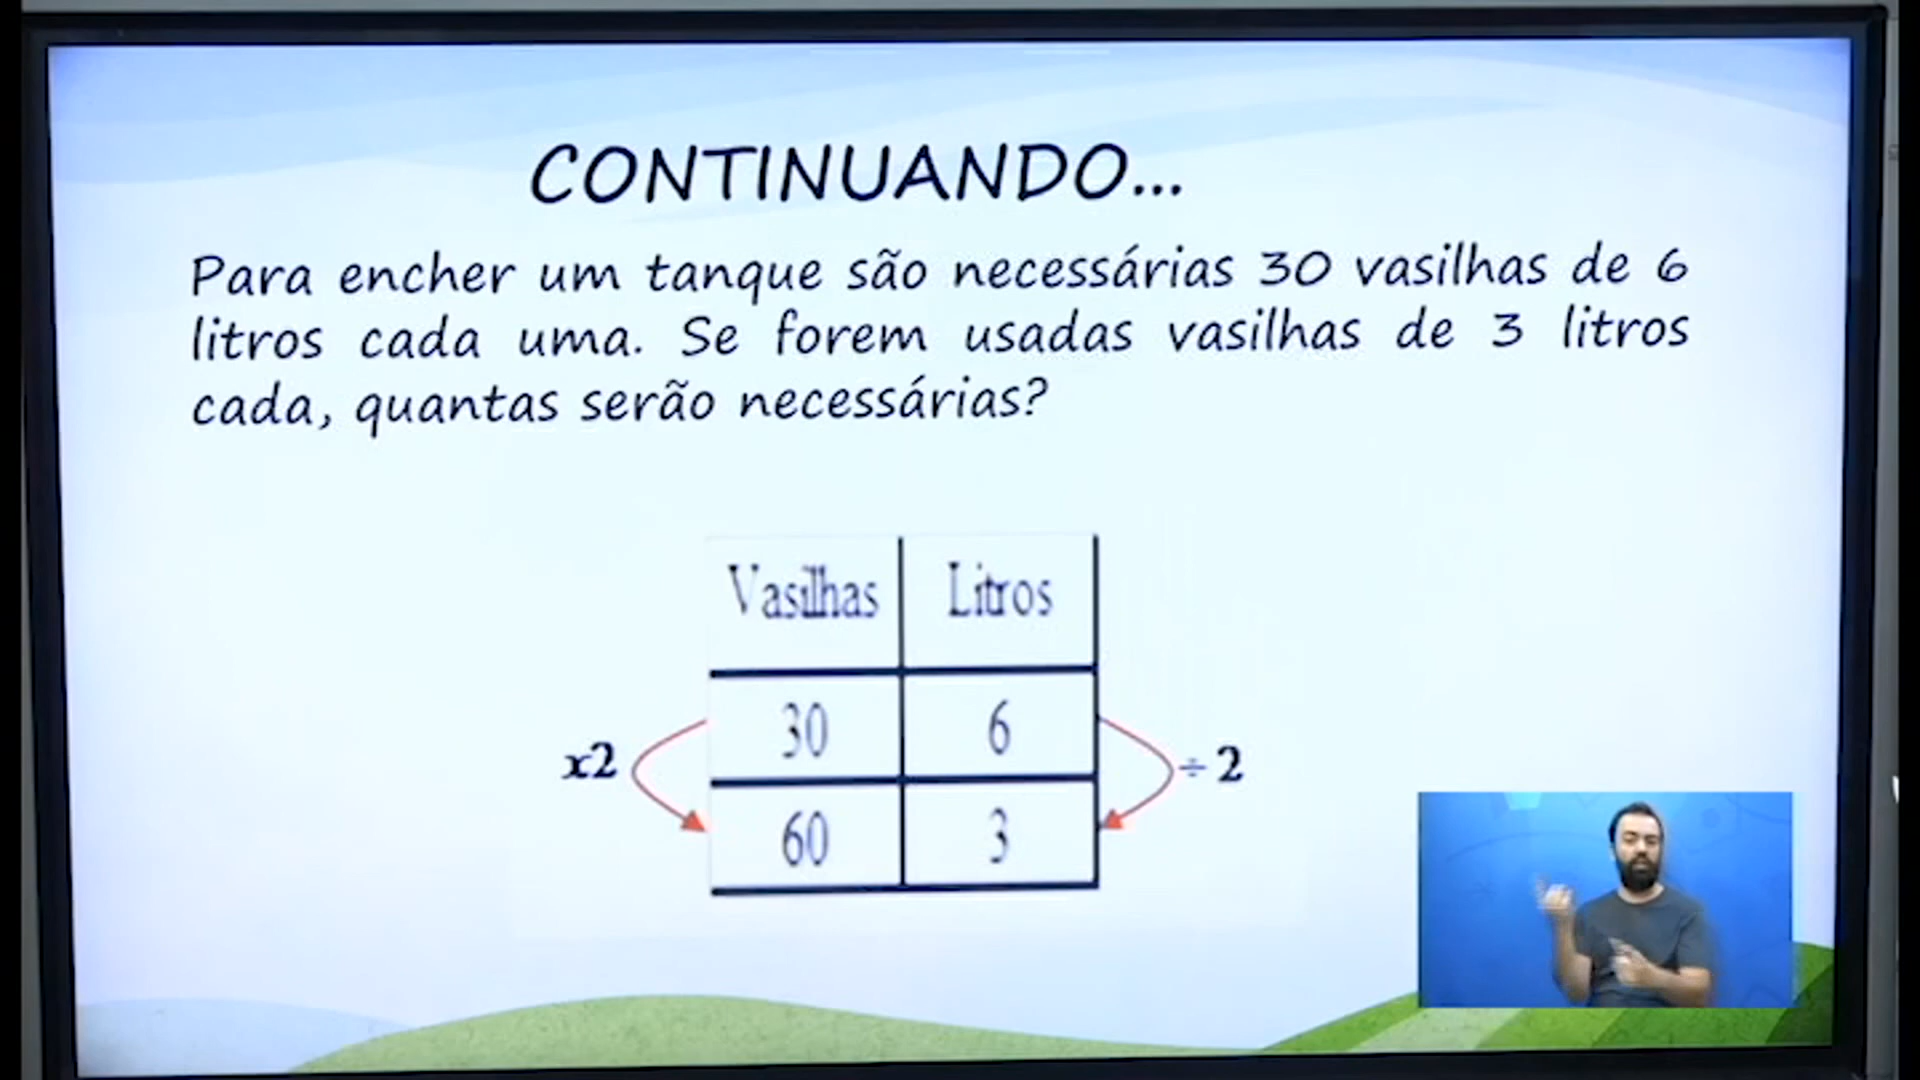 CONTINUANDO...
Para encher um tanque são necessárias 30 vasilhas de 6
litros cada uma. Se forem usadas vasilhas de 3 litros
cada, quantas serão necessárias?
Vasilhas Litros
30 6
x2 ÷ 2
60 3